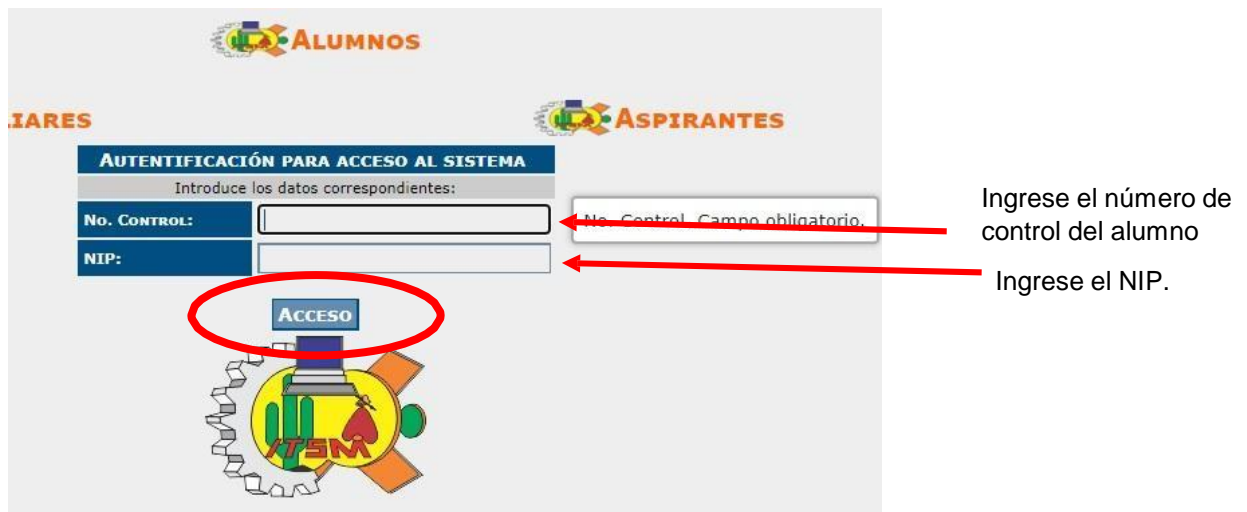 ALUMNOS
IARES
ASPIRANTES
AUTENTIFICACIÓN PARA ACCESO AL SISTEMA
Introduce los datos correspondientes:
NO. CONTROL:
No. Control. Campo obligatorio.
Ingrese el número de
control del alumno
NIP:
Ingrese el NIP.
ACCESO
ITSM